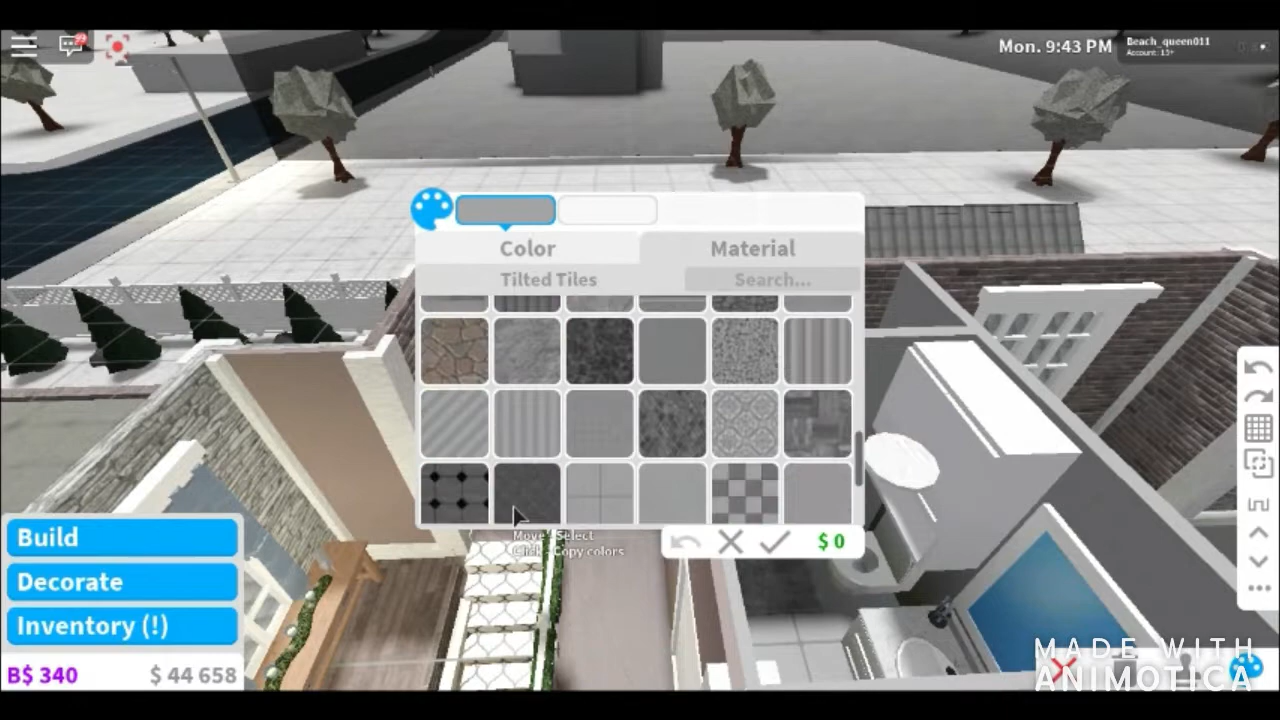 99
Mon. 9:43 PM
Beach_queen011
Account: 13+
Color
Material
Tilted Tiles
Search...
Move - Select
Click - Copy colors
$ 0
Build
Decorate
Inventory (!)
B$ 340
$ 44 658
MADE WITH
ANIMOTICA